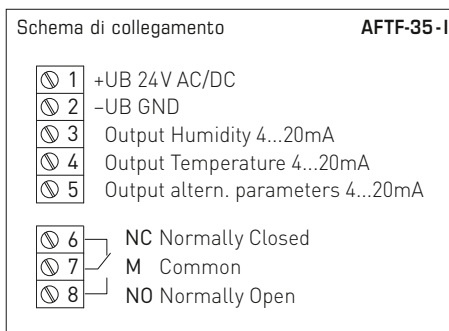 Schema di collegamento AFTF-35-I
1 +UB 24V AC/DC
2 –UB GND
3 Output Humidity 4...20mA
4 Output Temperature 4...20mA
5 Output altern. parameters 4...20mA
6 NC Normally Closed
7 M Common
8 NO Normally Open